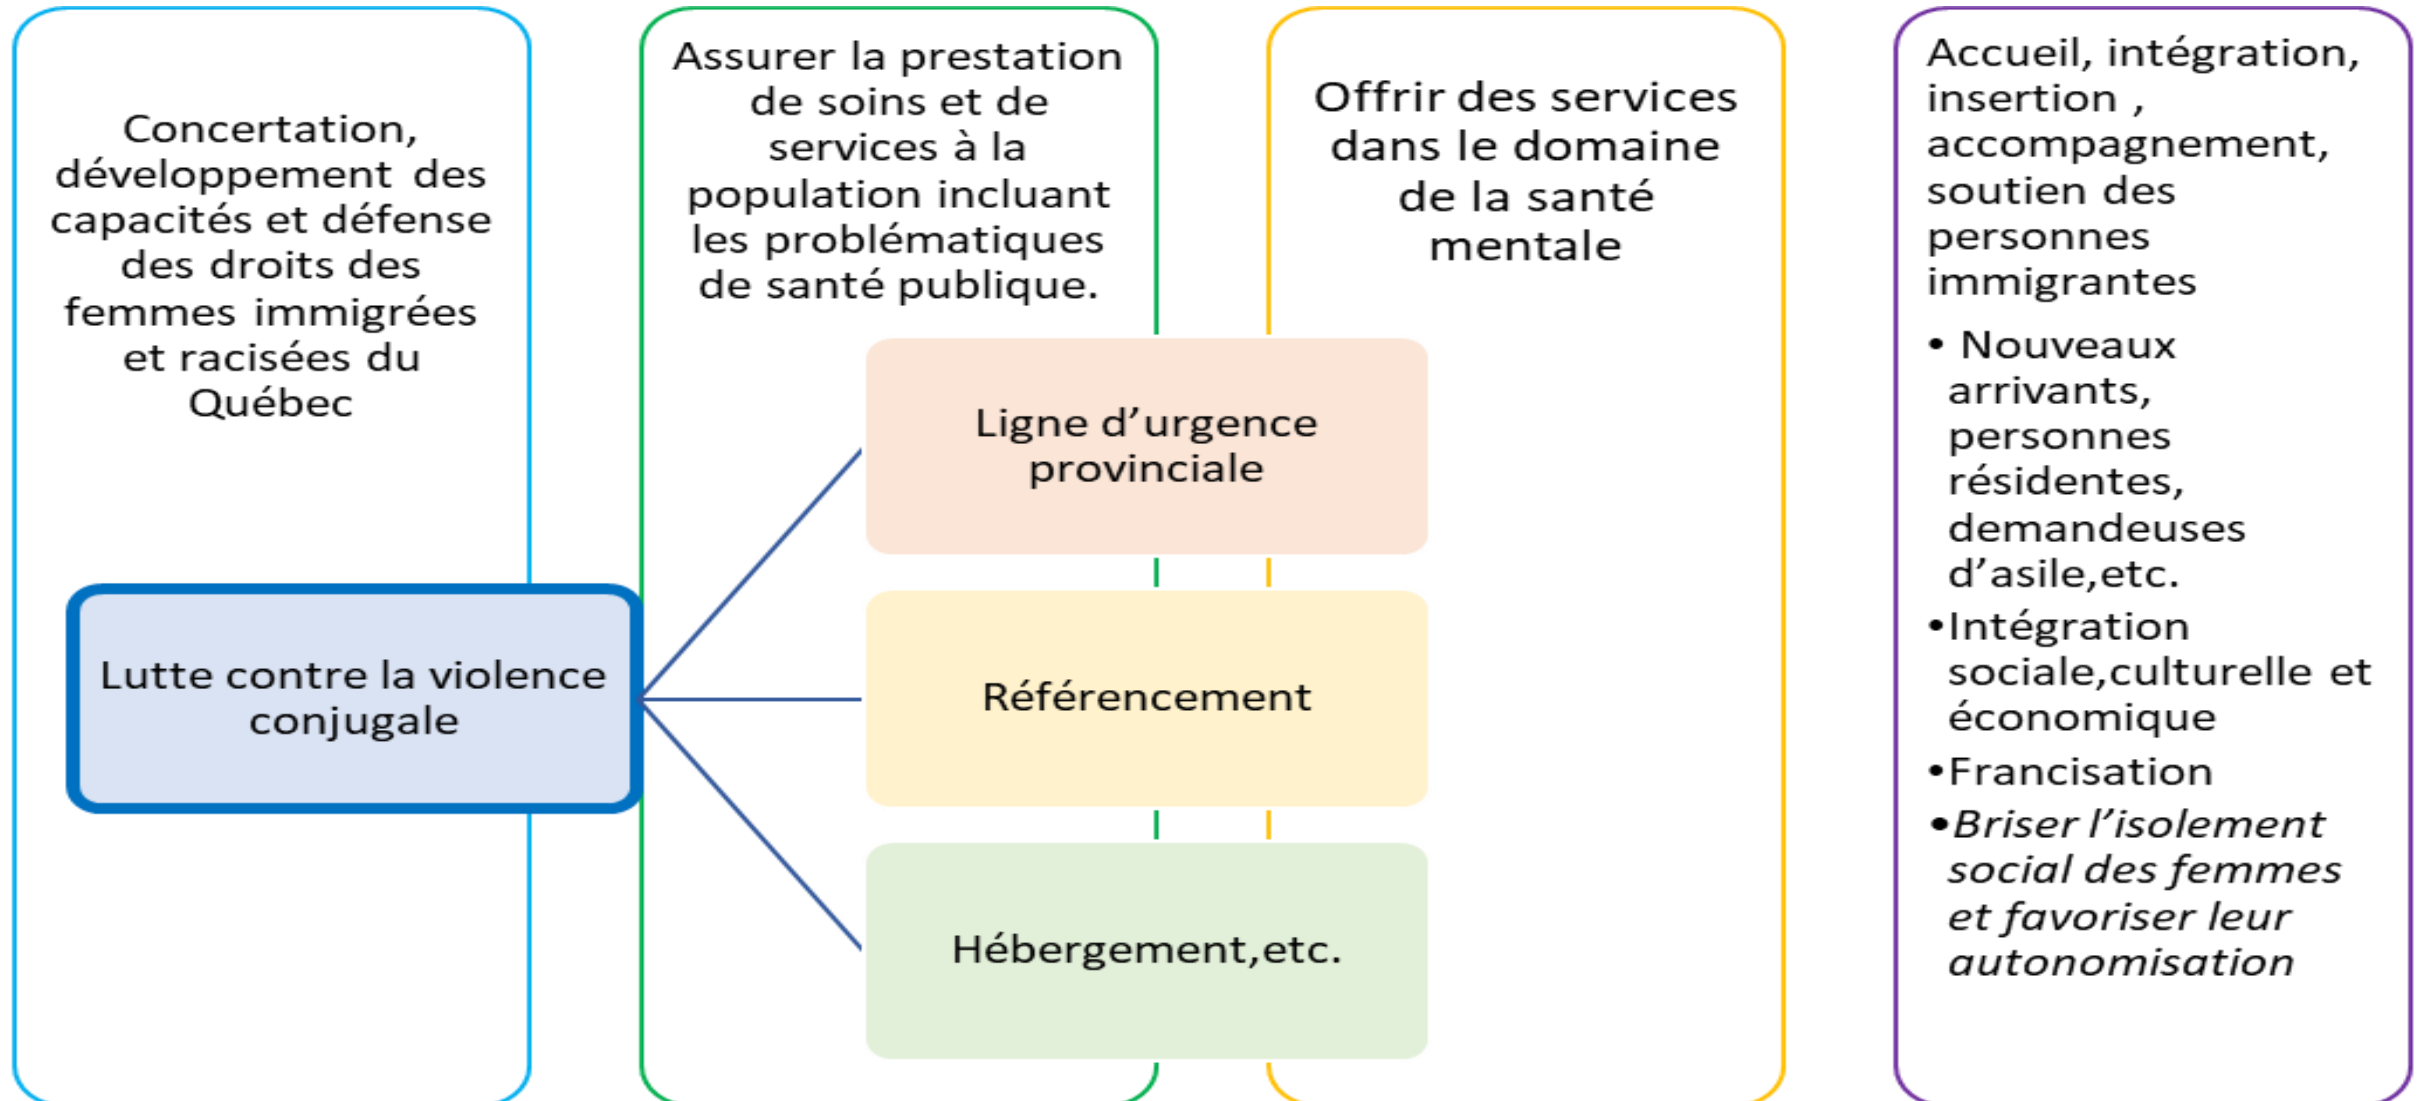 Concertation,
développement des
capacités et défense
des droits des
femmes immigrées
et racisées du
Québec
Assurer la prestation
de soins et de
services à la
population incluant
les problématiques
de santé publique.
Offrir des services
dans le domaine
de la santé
mentale
Accueil, intégration,
insertion ,
accompagnement,
soutien des
personnes
immigrantes
• Nouveaux
arrivants,
personnes
résidentes,
demandeuses
d’asile,etc.
•Intégration
sociale,culturelle et
économique
•Francisation
•Briser l’isolement
social des femmes
et favoriser leur
autonomisation
Lutte contre la violence
conjugale
Ligne d’urgence
provinciale
Référencement
Hébergement,etc.